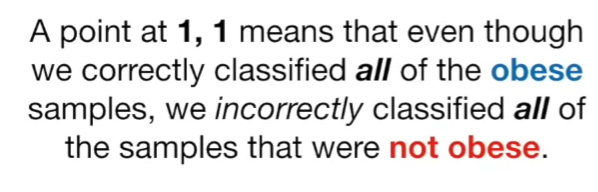 A point at 1, 1 means that even though
we correctly classified all of the obese
samples, we incorrectly classified all of
the samples that were not obese.